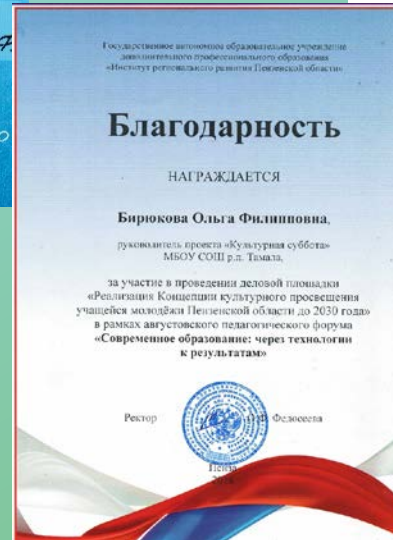 Государственное автономное образовательное учреждение
дополнительного профессионального образования
«Институт регионального развития Пензенской области»
Благодарность
НАГРАЖДАЕТСЯ
Бирюкова Ольга Филипповна,
руководитель проекта «Культурная суббота»
МБОУ СОШ р.п. Тамала,
за участие в проведении деловой площадки
«Реализация Концепции культурного просвещения
учащейся молодёжи Пензенской области до 2030 года»
в рамках августовского педагогического форума
«Современное образование: через технологии
к результатам»
Ректор Федосеева
Пенза